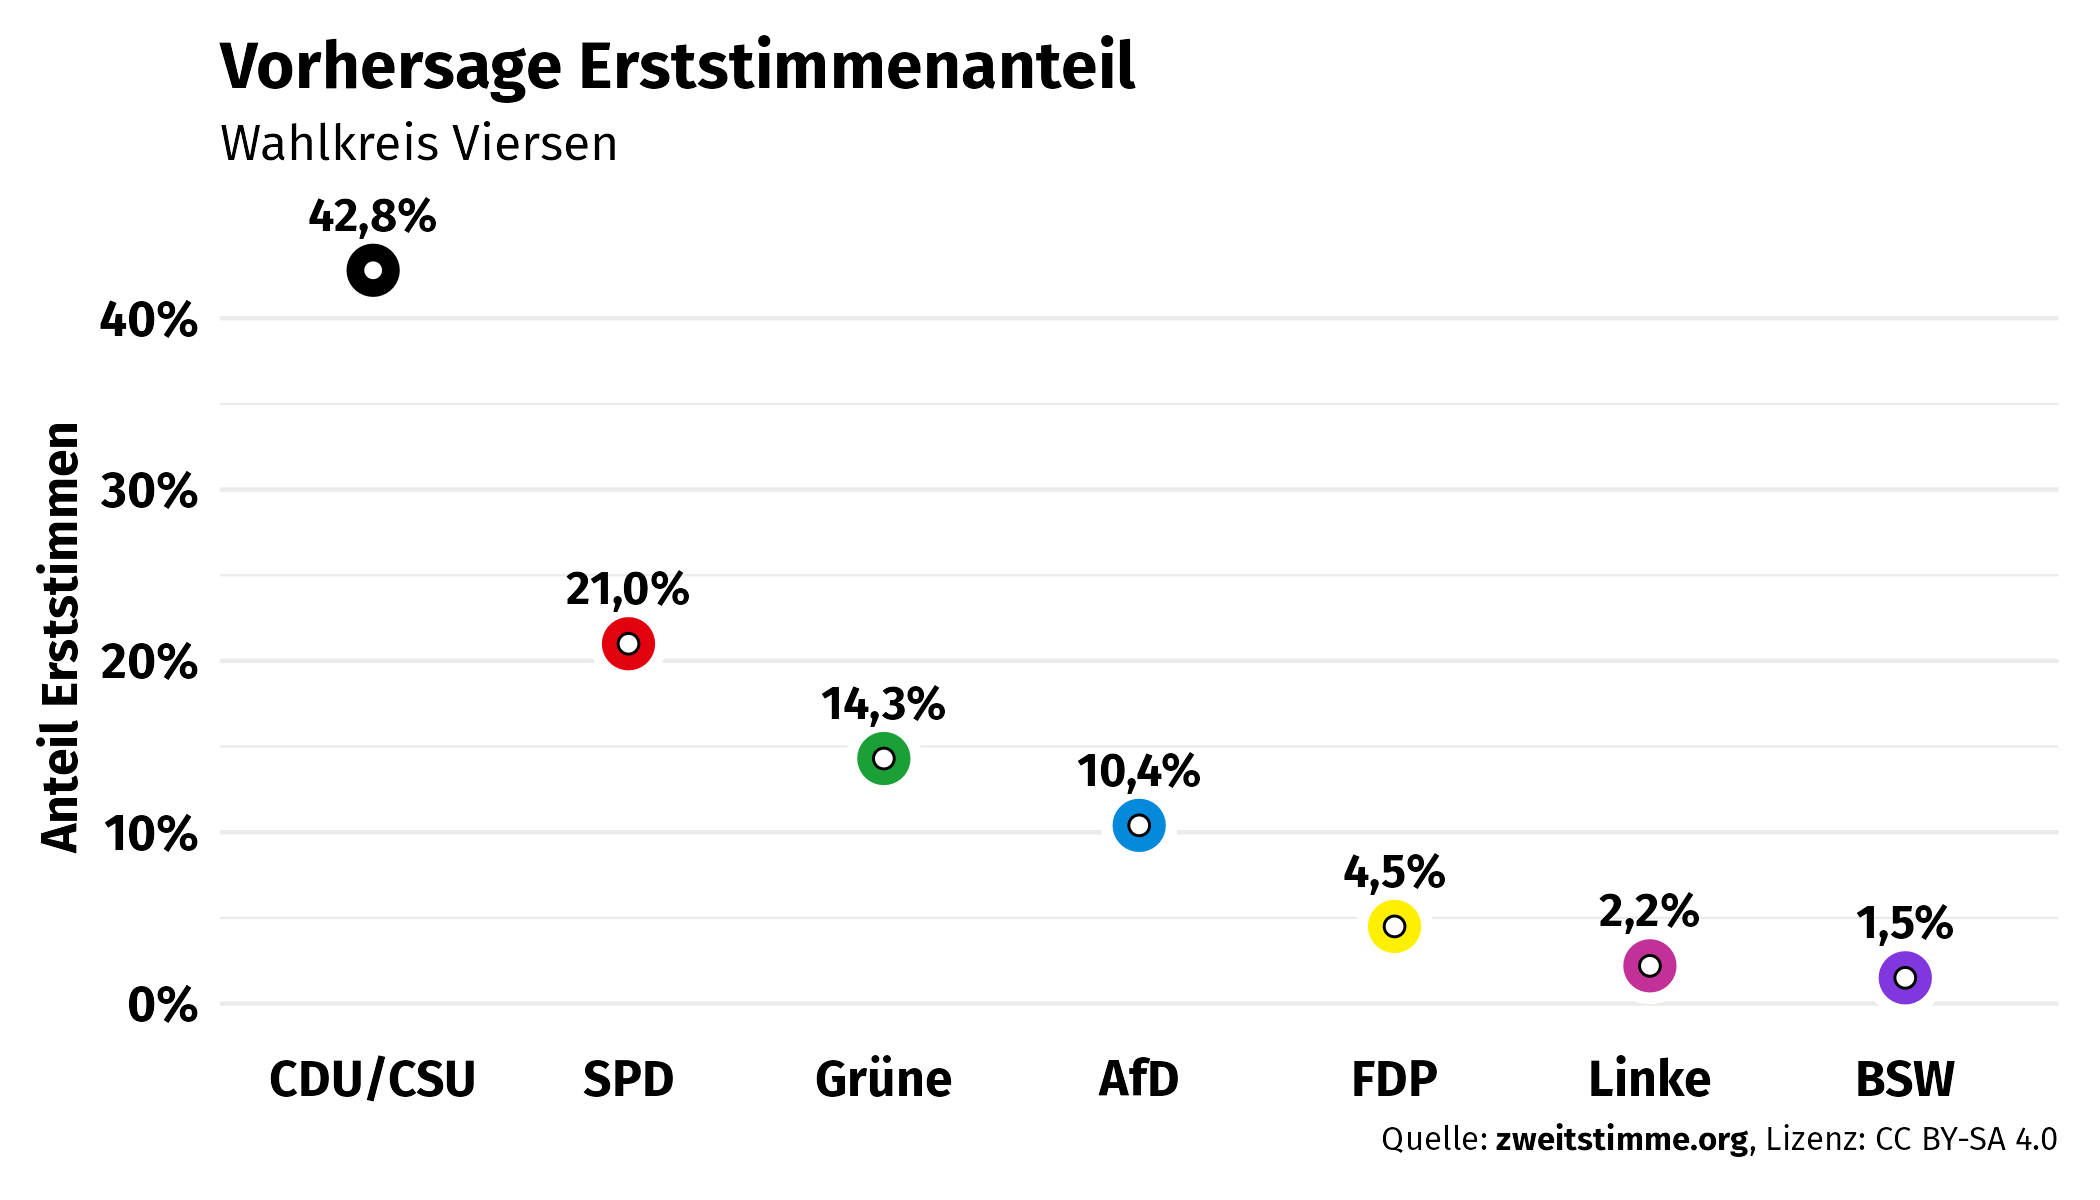 Vorhersage Erststimmenanteil
Wahlkreis Viersen
42,8%
40%
30%
21,0%
20%
14,3%
10,4%
10%
4,5%
2,2%
1,5%
0%
Anteil Erststimmen
CDU/CSU SPD Grüne AfD FDP Linke BSW
Quelle: zweitstimme.org, Lizenz: CC BY-SA 4.0